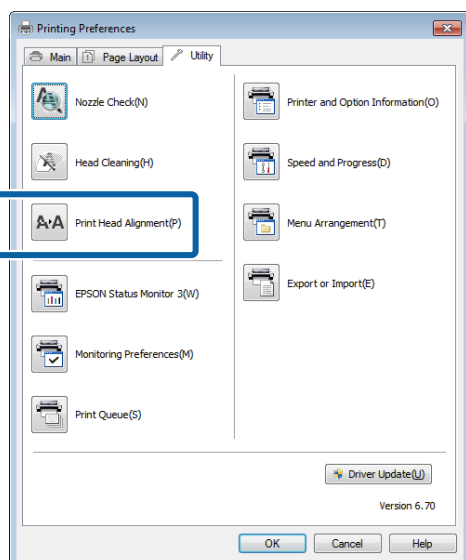 Printing Preferences
Main
Page Layout
Utility
Nozzle Check(N)
Printer and Option Information(O)
Head Cleaning(H)
Speed and Progress(D)
Print Head Alignment(P)
Menu Arrangement(T)
EPSON Status Monitor 3(W)
Export or Import(E)
Monitoring Preferences(M)
Print Queue(S)
Driver Update(U)
Version 6.70
OK
Cancel
Help